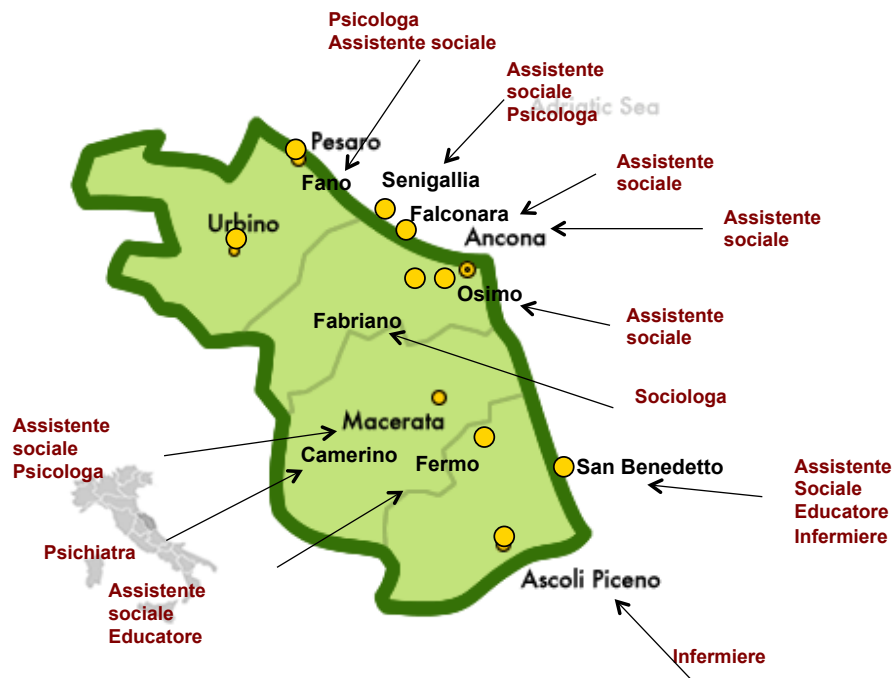 Psicologa
Assistente sociale
Assistente
sociale
Psicologa
Adriatic Sea
Pesaro
Fano
Senigallia
Assistente
sociale
Falconara
Urbino
Ancona
Assistente
sociale
Osimo
Fabriano
Assistente
sociale
Sociologa
Macerata
Assistente
sociale
Psicologa
Camerino
Fermo
San Benedetto
Assistente
Sociale
Educatore
Infermiere
Psichiatra
Assistente
sociale
Educatore
Ascoli Piceno
Infermiere